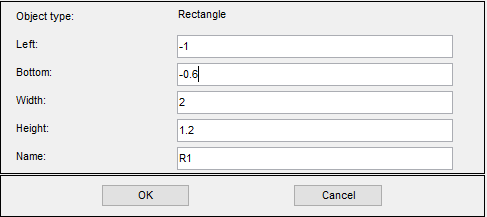 Object type: Rectangle
Left: -1
Bottom: -0.6
Width: 2
Height: 1.2
Name: R1
OK Cancel